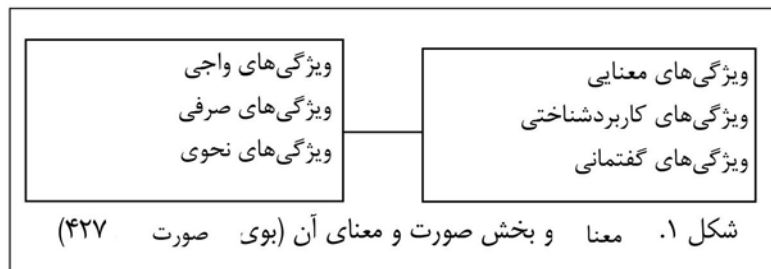 ویژگی‌های معنایی
ویژگی‌های کاربردشناختی
ویژگی‌های گفتمانی
ویژگی‌های واجی
ویژگی‌های صرفی
ویژگی‌های نحوی
شکل ۱. معنا و بخش صورت و معنای آن (بوی صورت ۴۲۷)